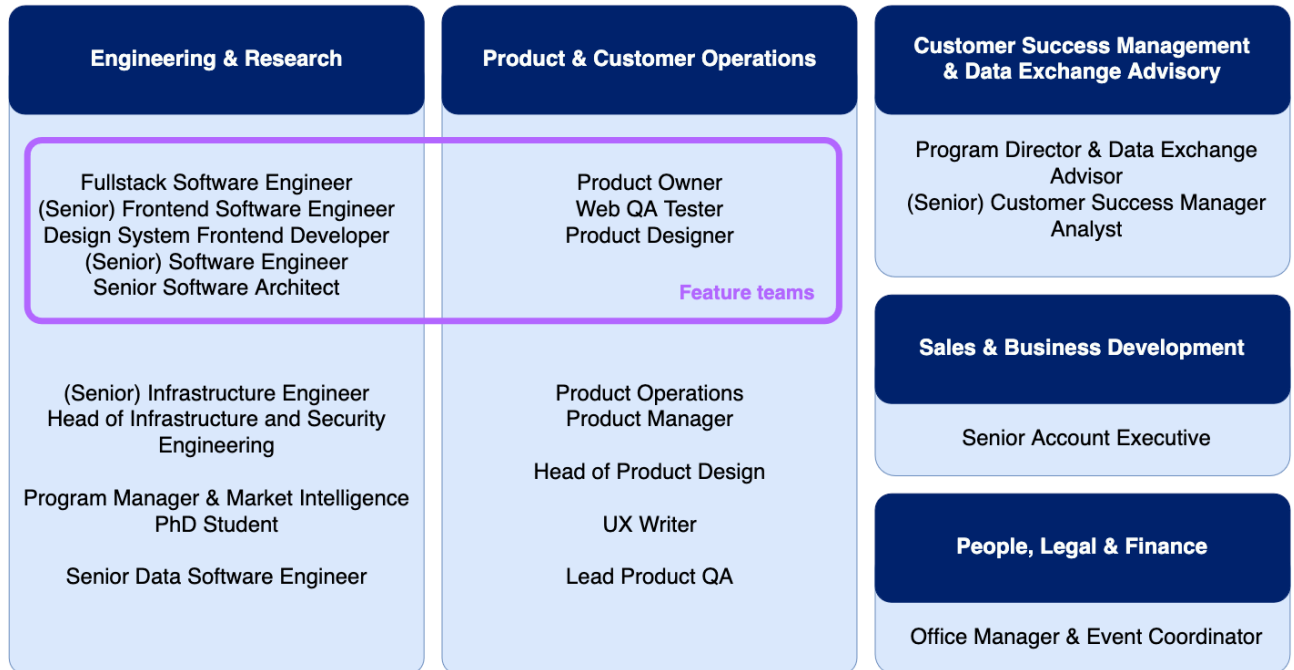 Engineering & Research
Fullstack Software Engineer
(Senior) Frontend Software Engineer
Design System Frontend Developer
(Senior) Software Engineer
Senior Software Architect
(Senior) Infrastructure Engineer
Head of Infrastructure and Security
Engineering
Program Manager & Market Intelligence
PhD Student
Senior Data Software Engineer
Product & Customer Operations
Product Owner
Web QA Tester
Product Designer
Feature teams
Product Operations
Product Manager
Head of Product Design
UX Writer
Lead Product QA
Customer Success Management
& Data Exchange Advisory
Program Director & Data Exchange
Advisor
(Senior) Customer Success Manager
Analyst
Sales & Business Development
Senior Account Executive
People, Legal & Finance
Office Manager & Event Coordinator